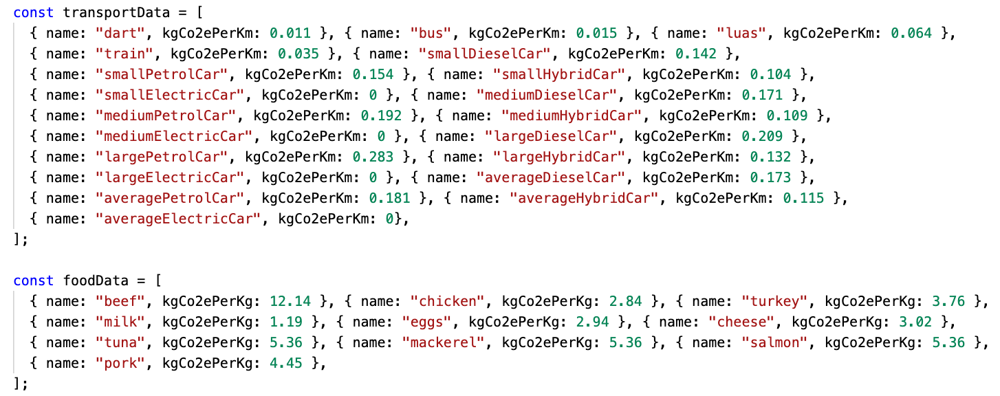 const transportData = [
  { name: "dart", kgCo2ePerKm: 0.011 }, { name: "bus", kgCo2ePerKm: 0.015 }, { name: "luas", kgCo2ePerKm: 0.064 },
  { name: "train", kgCo2ePerKm: 0.035 }, { name: "smallDieselCar", kgCo2ePerKm: 0.142 },
  { name: "smallPetrolCar", kgCo2ePerKm: 0.154 }, { name: "smallHybridCar", kgCo2ePerKm: 0.104 },
  { name: "smallElectricCar", kgCo2ePerKm: 0 }, { name: "mediumDieselCar", kgCo2ePerKm: 0.171 },
  { name: "mediumPetrolCar", kgCo2ePerKm: 0.192 }, { name: "mediumHybridCar", kgCo2ePerKm: 0.109 },
  { name: "mediumElectricCar", kgCo2ePerKm: 0 }, { name: "largeDieselCar", kgCo2ePerKm: 0.209 },
  { name: "largePetrolCar", kgCo2ePerKm: 0.283 }, { name: "largeHybridCar", kgCo2ePerKm: 0.132 },
  { name: "largeElectricCar", kgCo2ePerKm: 0 }, { name: "averageDieselCar", kgCo2ePerKm: 0.173 },
  { name: "averagePetrolCar", kgCo2ePerKm: 0.181 }, { name: "averageHybridCar", kgCo2ePerKm: 0.115 },
  { name: "averageElectricCar", kgCo2ePerKm: 0},
];
const foodData = [
  { name: "beef", kgCo2ePerKg: 12.14 }, { name: "chicken", kgCo2ePerKg: 2.84 }, { name: "turkey", kgCo2ePerKg: 3.76 },
  { name: "milk", kgCo2ePerKg: 1.19 }, { name: "eggs", kgCo2ePerKg: 2.94 }, { name: "cheese", kgCo2ePerKg: 3.02 },
  { name: "tuna", kgCo2ePerKg: 5.36 }, { name: "mackerel", kgCo2ePerKg: 5.36 }, { name: "salmon", kgCo2ePerKg: 5.36 },
  { name: "pork", kgCo2ePerKg: 4.45 },
];